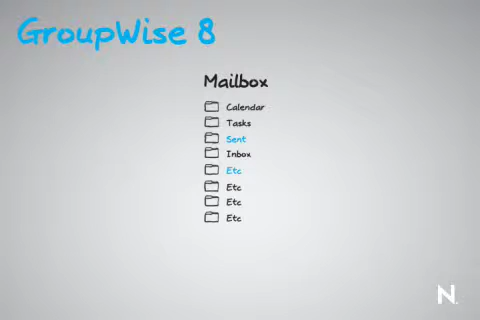 GroupWise 8
Mailbox
Calendar
Tasks
Sent
Inbox
Etc
Etc
Etc
Etc
N